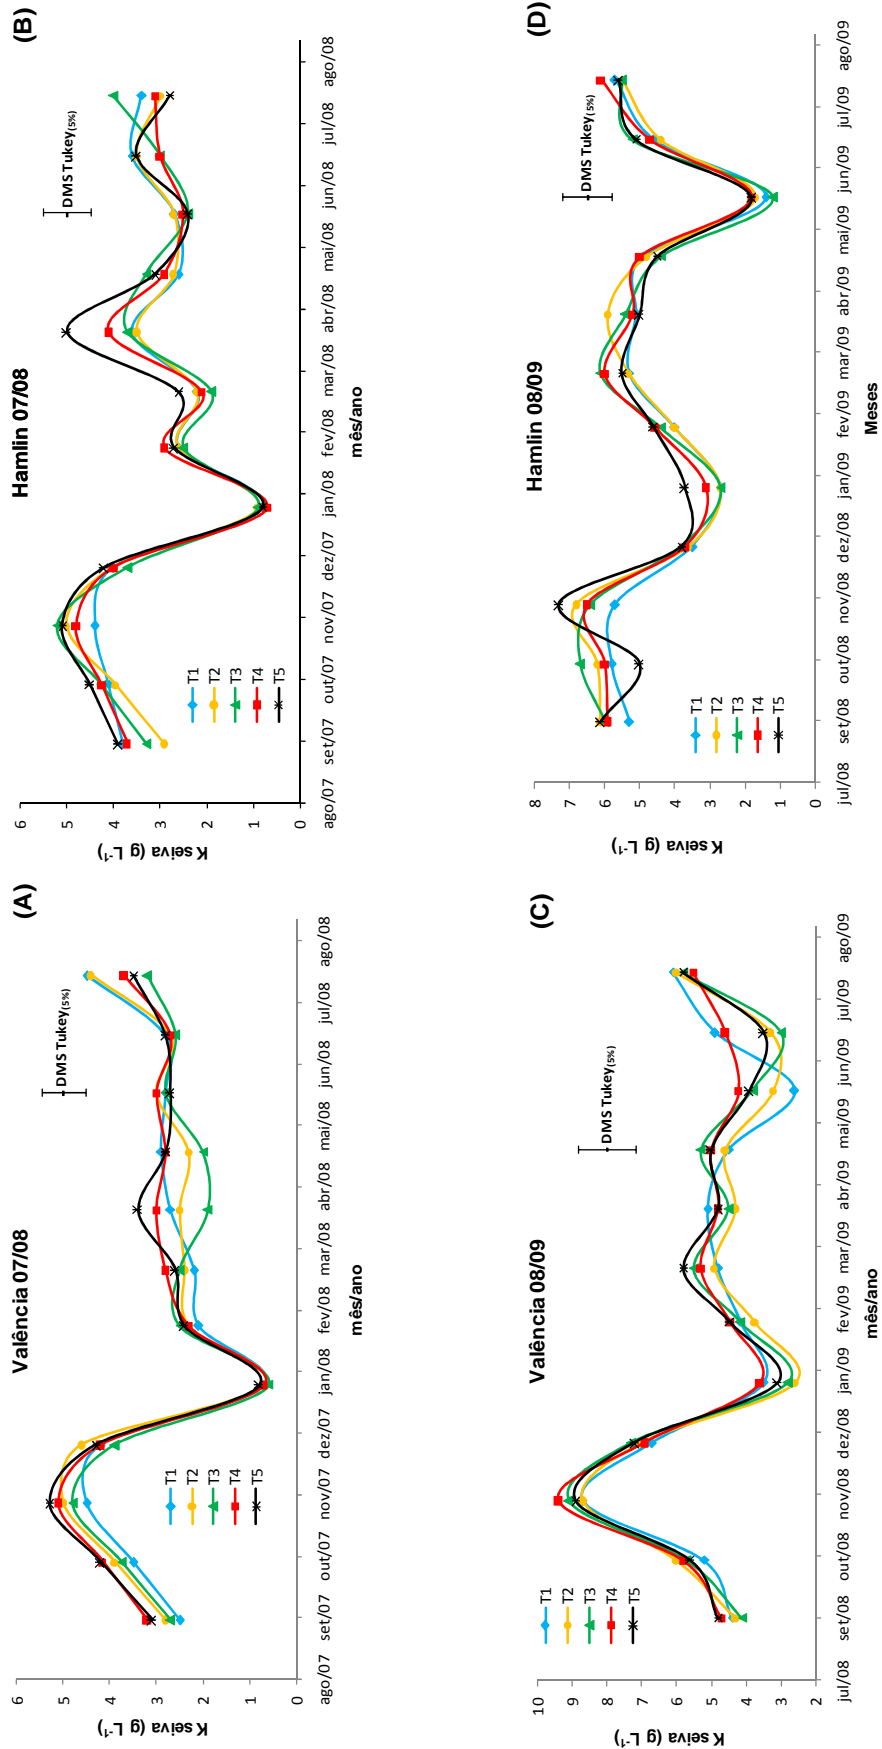 Valência 07/08
(A)
K seiva (g L-1)
6
5
4
3
2
1
0
DMS Tukey(5%)
T1
T2
T3
T4
T5
ago/07
set/07
out/07
nov/07
dez/07
jan/08
fev/08
mar/08
abr/08
mai/08
jun/08
jul/08
ago/08
mês/ano
Hamlin 07/08
(B)
K seiva (g L-1)
6
5
4
3
2
1
0
DMS Tukey(5%)
T1
T2
T3
T4
T5
ago/07
set/07
out/07
nov/07
dez/07
jan/08
fev/08
mar/08
abr/08
mai/08
jun/08
jul/08
ago/08
mês/ano
Valência 08/09
(C)
K seiva (g L-1)
10
9
8
7
6
5
4
3
2
DMS Tukey(5%)
T1
T2
T3
T4
T5
jul/08
set/08
out/08
nov/08
dez/08
jan/09
fev/09
mar/09
abr/09
mai/09
jun/09
jul/09
ago/09
mês/ano
Hamlin 08/09
(D)
K seiva (g L-1)
8
7
6
5
4
3
2
1
0
DMS Tukey(5%)
T1
T2
T3
T4
T5
jul/08
set/08
out/08
nov/08
dez/08
jan/09
fev/09
mar/09
abr/09
mai/09
jun/09
jul/09
ago/09
Meses